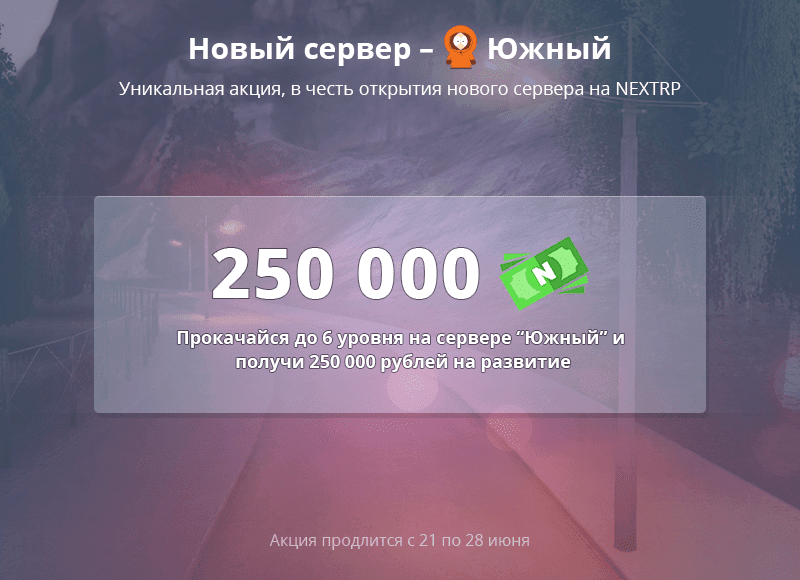 Новый сервер – Южный
Уникальная акция, в честь открытия нового сервера на NEXTRP
250 000 N
Прокачайся до 6 уровня на сервере “Южный” и
получи 250 000 рублей на развитие
Акция продлится с 21 по 28 июня